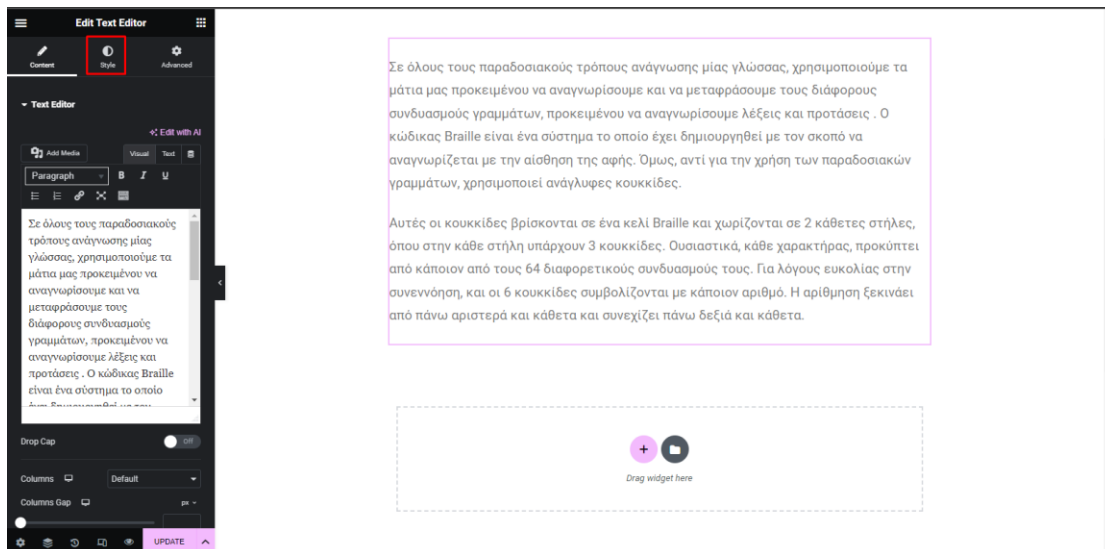 Edit Text Editor
Content Style Advanced
Text Editor
Edit with AI
Add Media Visual Text
Paragraph B I U
Σε όλους τους παραδοσιακούς
τρόπους ανάγνωσης μίας
γλώσσας, χρησιμοποιούμε τα
μάτια μας προκειμένου να
αναγνωρίσουμε και να
μεταφράσουμε τους
διάφορους συνδυασμούς
γραμμάτων, προκειμένου να
αναγνωρίσουμε λέξεις και
προτάσεις . Ο κώδικας Braille
είναι ένα σύστημα το οποίο
Drop Cap Off
Columns Default
Columns Gap px
UPDATE
Σε όλους τους παραδοσιακούς τρόπους ανάγνωσης μίας γλώσσας, χρησιμοποιούμε τα
μάτια μας προκειμένου να αναγνωρίσουμε και να μεταφράσουμε τους διάφορους
συνδυασμούς γραμμάτων, προκειμένου να αναγνωρίσουμε λέξεις και προτάσεις . Ο
κώδικας Braille είναι ένα σύστημα το οποίο έχει δημιουργηθεί με τον σκοπό να
αναγνωρίζεται με την αίσθηση της αφής. Όμως, αντί για την χρήση των παραδοσιακών
γραμμάτων, χρησιμοποιεί ανάγλυφες κουκκίδες.
Αυτές οι κουκκίδες βρίσκονται σε ένα κελί Braille και χωρίζονται σε 2 κάθετες στήλες,
όπου στην κάθε στήλη υπάρχουν 3 κουκκίδες. Ουσιαστικά, κάθε χαρακτήρας, προκύπτει
από κάποιον από τους 64 διαφορετικούς συνδυασμούς τους. Για λόγους ευκολίας στην
συνεννόηση, και οι 6 κουκκίδες συμβολίζονται με κάποιον αριθμό. Η αρίθμηση ξεκινάει
από πάνω αριστερά και κάθετα και συνεχίζει πάνω δεξιά και κάθετα.
Drag widget here